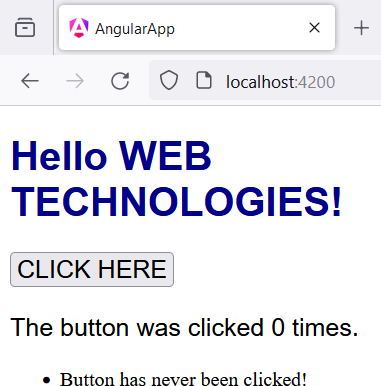 AngularApp
localhost:4200
Hello WEB
TECHNOLOGIES!
CLICK HERE
The button was clicked 0 times.
• Button has never been clicked!